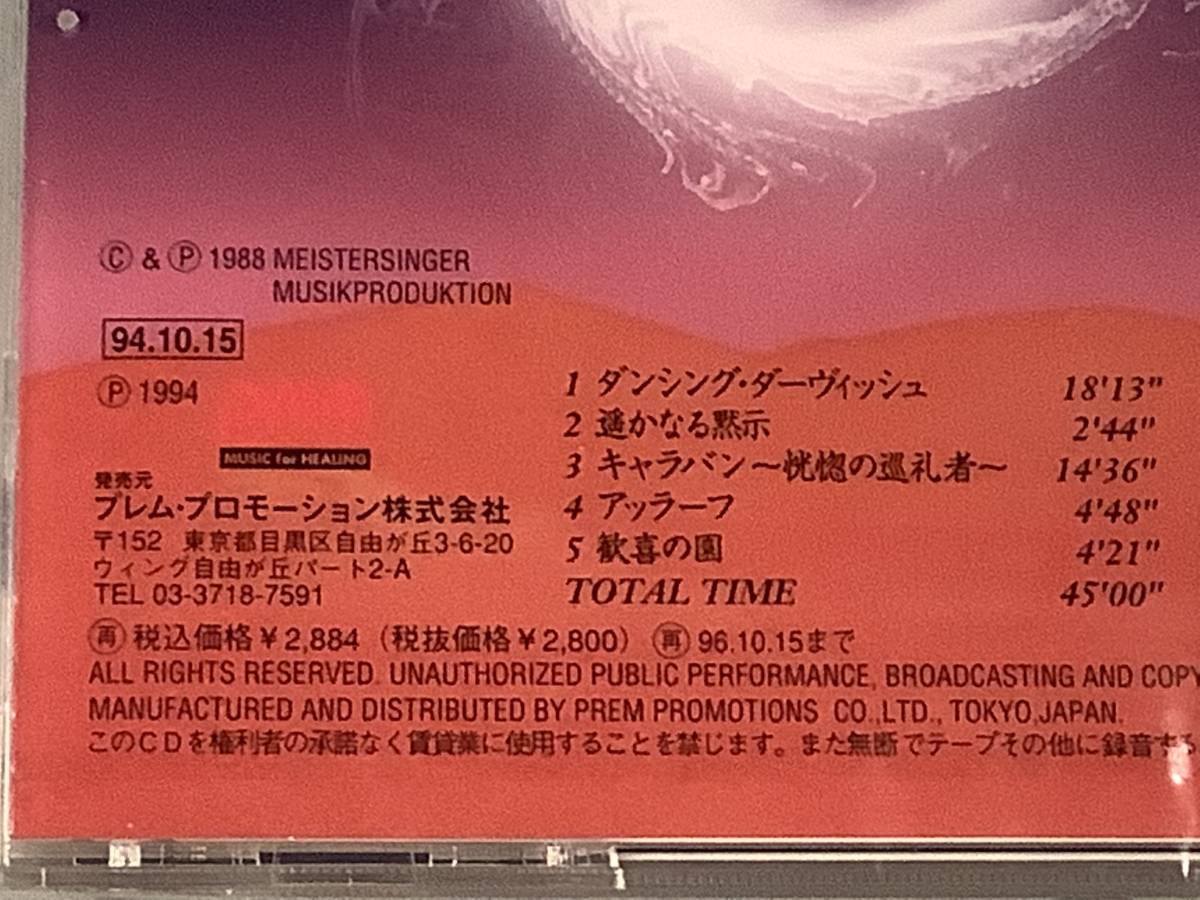 Ⓒ & Ⓟ 1988 MEISTERSINGER
MUSIKPRODUKTION
94.10.15
Ⓟ 1994
MUSIC for HEALING
発売元
プレム・プロモーション株式会社
〒152 東京都目黒区自由が丘3-6-20
ウィング自由が丘パート2-A
TEL 03-3718-7591
1 ダンシング・ダーヴィッシュ 18'13"
2 遥かなる黙示 2'44"
3 キャラバン〜恍惚の巡礼者〜 14'36"
4 アッラーフ 4'48"
5 歓喜の園 4'21"
TOTAL TIME 45'00"
㊢ 税込価格¥2,884（税抜価格¥2,800）㊢ 96.10.15まで
ALL RIGHTS RESERVED. UNAUTHORIZED PUBLIC PERFORMANCE, BROADCASTING AND COPY
MANUFACTURED AND DISTRIBUTED BY PREM PROMOTIONS CO.,LTD., TOKYO,JAPAN.
このCDを権利者の承諾なく賃貸業に使用することを禁じます。また無断でテープその他に録音する